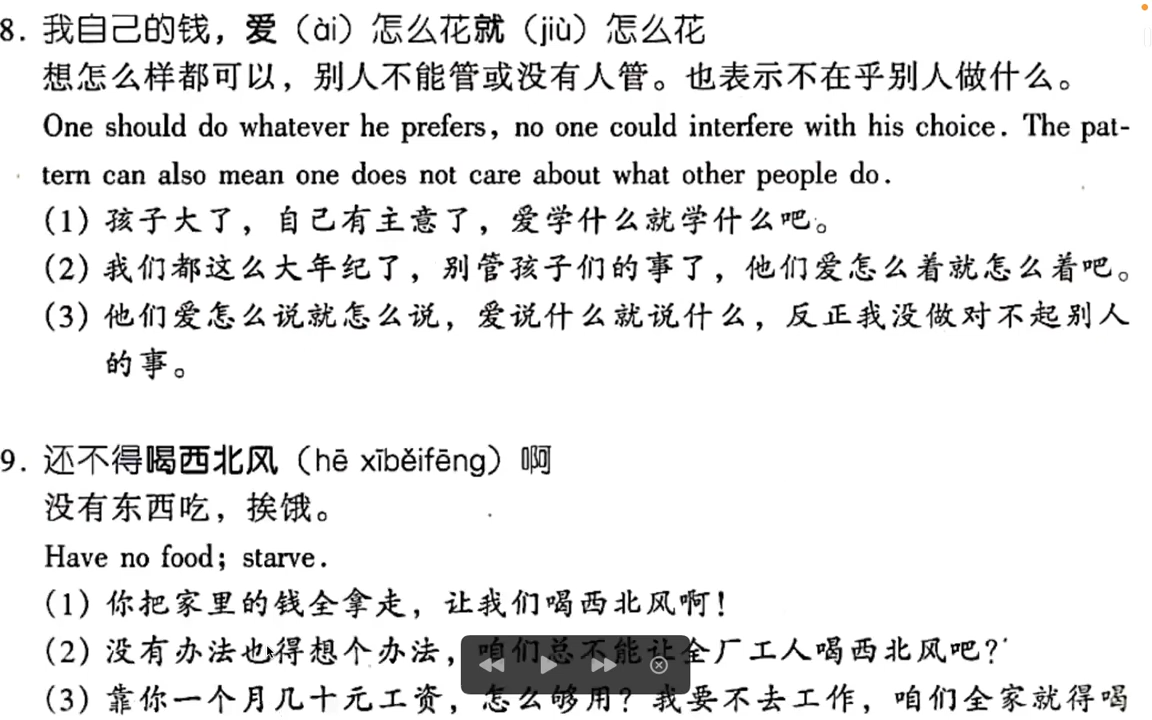 8. 我自己的钱，爱（ài）怎么花就（jiù）怎么花
想怎么样都可以，别人不能管或没有人管。也表示不在乎别人做什么。
One should do whatever he prefers, no one could interfere with his choice. The pat-
tern can also mean one does not care about what other people do.
(1) 孩子大了，自己有主意了，爱学什么就学什么吧。
(2) 我们都这么大年纪了，别管孩子们的事了，他们爱怎么着就怎么着吧。
(3) 他们爱怎么说就怎么说，爱说什么就说什么，反正我没做对不起别人
的事。
9. 还不得喝西北风（hē xīběifēng）啊
没有东西吃，挨饿。
Have no food; starve.
(1) 你把家里的钱全拿走，让我们喝西北风啊！
(2) 没有办法也得想个办法，咱们总不能让全厂工人喝西北风吧？
(3) 靠你一个月几十元工资，怎么够用？我要不去工作，咱们全家就得喝